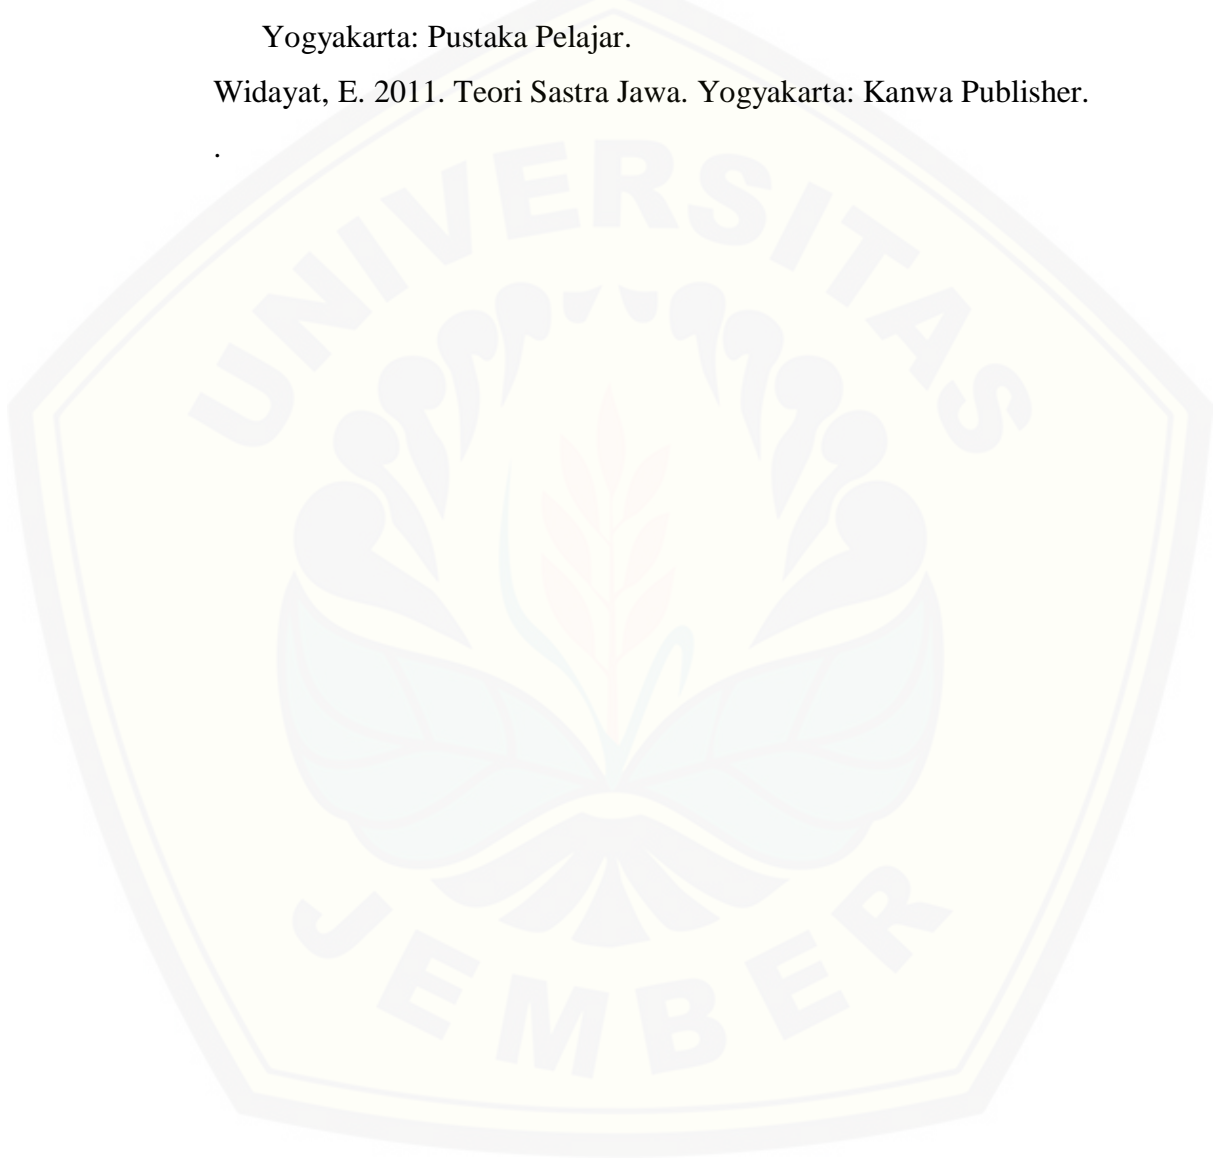 Yogyakarta: Pustaka Pelajar.
Widayat, E. 2011. Teori Sastra Jawa. Yogyakarta: Kanwa Publisher.
.
UNIVERSITAS
JEMBER